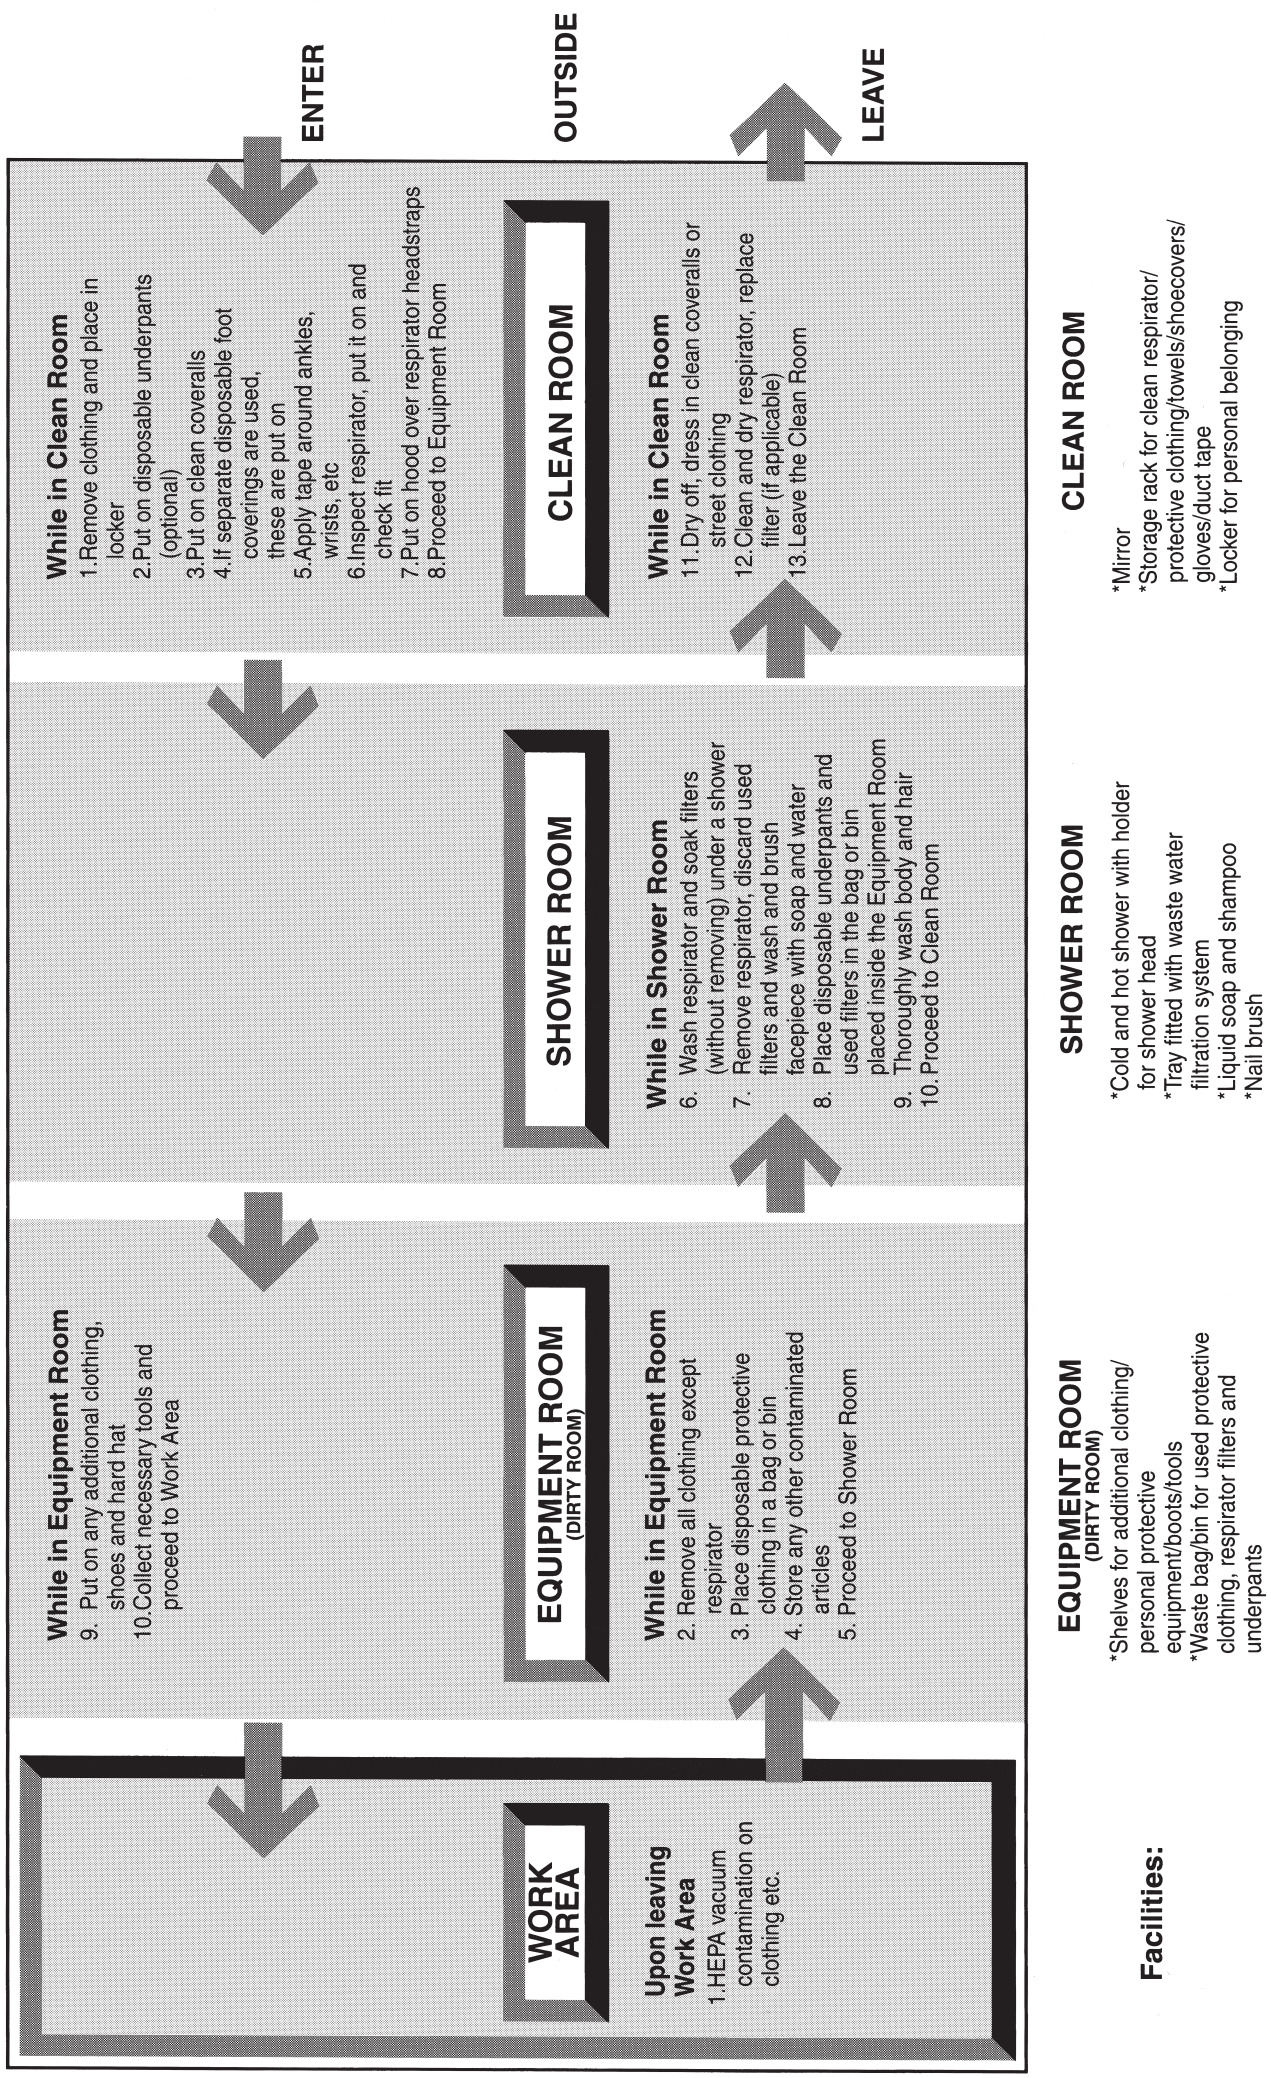 While in Equipment Room
9. Put on any additional clothing,
shoes and hard hat
10.Collect necessary tools and
proceed to Work Area
While in Clean Room
1.Remove clothing and place in
locker
2.Put on disposable underpants
(optional)
3.Put on clean coveralls
4.If separate disposable foot
coverings are used,
these are put on
5.Apply tape around ankles,
wrists, etc
6.Inspect respirator, put it on and
check fit
7.Put on hood over respirator headstraps
8.Proceed to Equipment Room
ENTER
WORK
AREA
EQUIPMENT ROOM
(DIRTY ROOM)
SHOWER ROOM
CLEAN ROOM
OUTSIDE
Upon leaving
Work Area
1.HEPA vacuum
contamination on
clothing etc.
While in Equipment Room
2. Remove all clothing except
respirator
3. Place disposable protective
clothing in a bag or bin
4. Store any other contaminated
articles
5. Proceed to Shower Room
While in Shower Room
6. Wash respirator and soak filters
(without removing) under a shower
7. Remove respirator, discard used
filters and wash and brush
facepiece with soap and water
8. Place disposable underpants and
used filters in the bag or bin
placed inside the Equipment Room
9. Thoroughly wash body and hair
10. Proceed to Clean Room
While in Clean Room
11.Dry off, dress in clean coveralls or
street clothing
12.Clean and dry respirator, replace
filter (if applicable)
13.Leave the Clean Room
LEAVE
Facilities:
EQUIPMENT ROOM
(DIRTY ROOM)
*Shelves for additional clothing/
personal protective
equipment/boots/tools
*Waste bag/bin for used protective
clothing, respirator filters and
underpants
SHOWER ROOM
*Cold and hot shower with holder
for shower head
*Tray fitted with waste water
filtration system
*Liquid soap and shampoo
*Nail brush
CLEAN ROOM
*Mirror
*Storage rack for clean respirator/
protective clothing/towels/shoecovers/
gloves/duct tape
*Locker for personal belonging